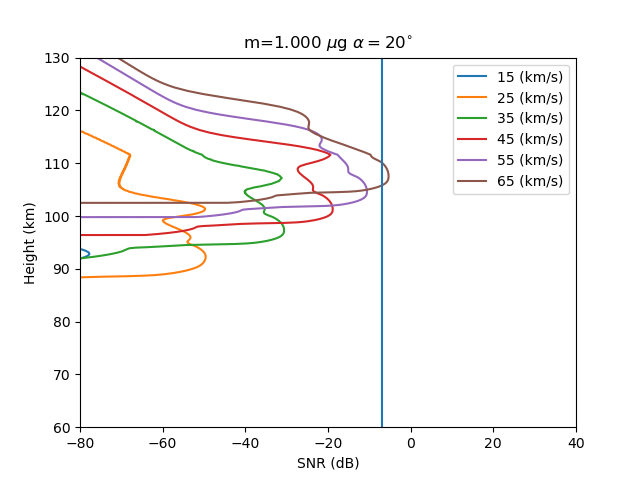 m=1.000 μg α = 20°
130
120
110
100
90
80
70
60
Height (km)
−80
−60
−40
−20
0
20
40
SNR (dB)
15 (km/s)
25 (km/s)
35 (km/s)
45 (km/s)
55 (km/s)
65 (km/s)